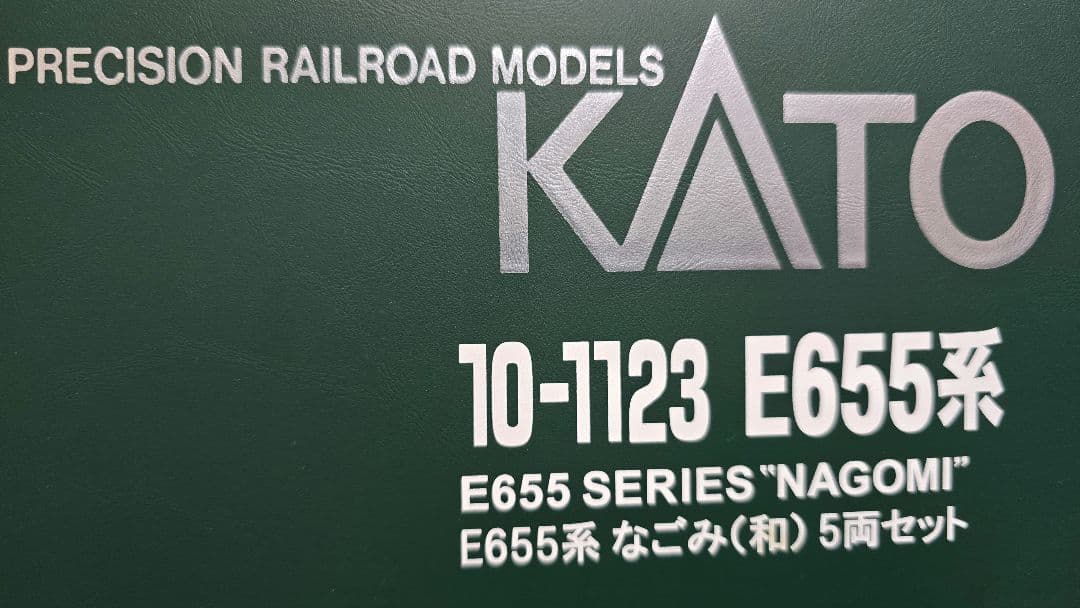 PRECISION RAILROAD MODELS
KATO
10-1123 E655系
E655 SERIES “NAGOMI”
E655系 なごみ(和) 5両セット